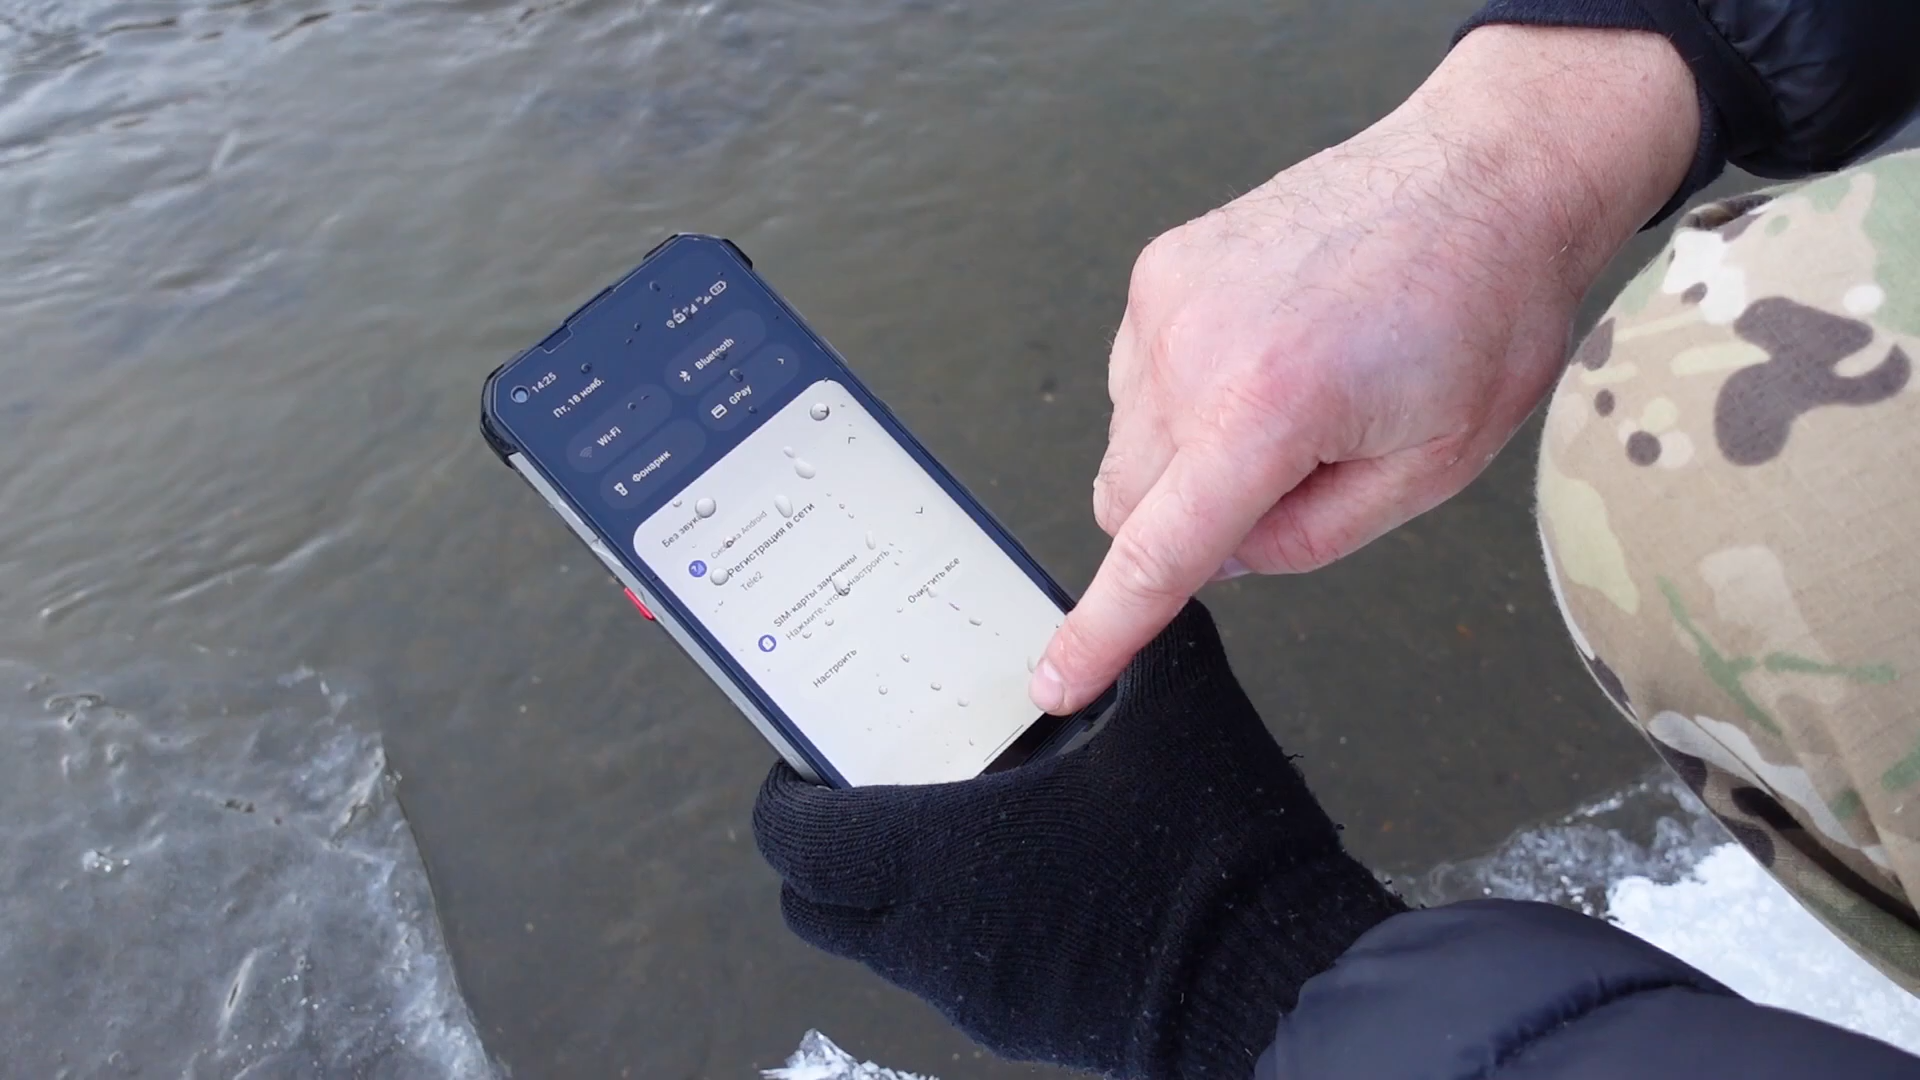 14:25
Пт, 18 нояб.
Wi-Fi
Bluetooth
Фонарик
GPay
Без звука
Система Android
Регистрация в сети
Tele2
SIM-карты заменены
Нажмите, чтобы настроить
Настроить
Очистить все